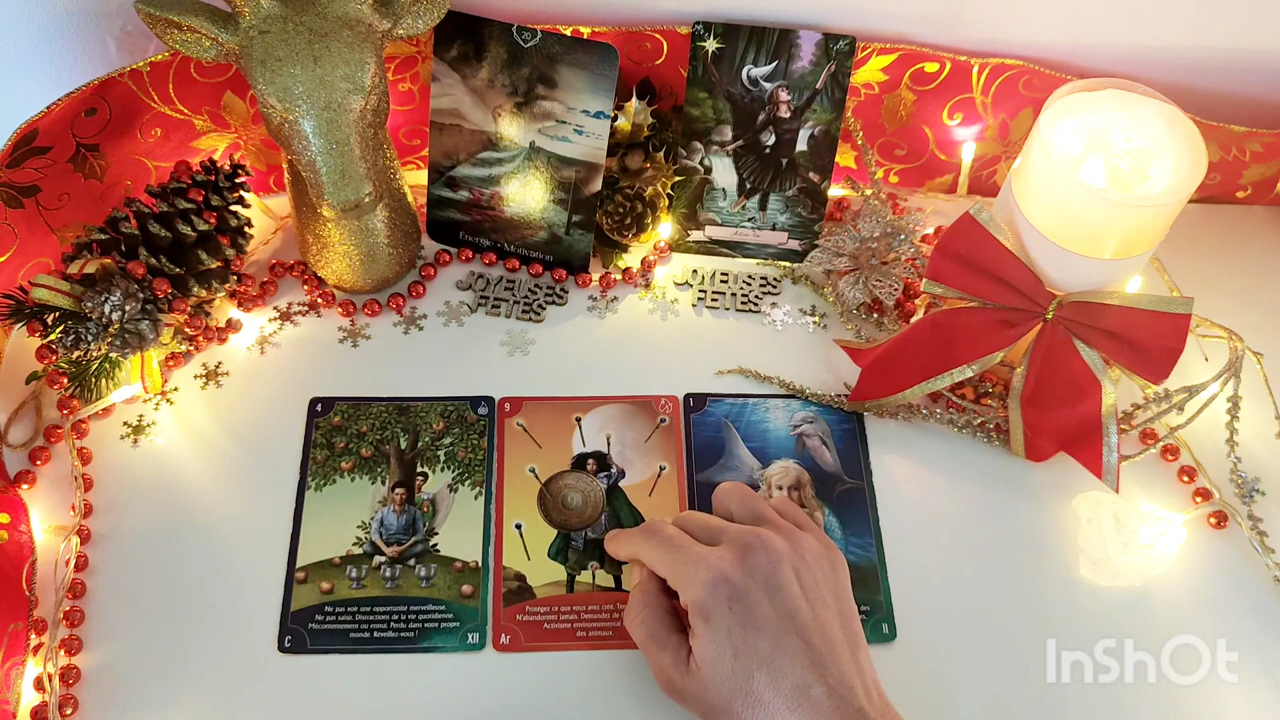 20
Énergie • Motivation
JOYEUSES
FÊTES
JOYEUSES
FÊTES
4
Ne pas voir une opportunité merveilleuse.
Ne pas saisir. Distractions de la vie quotidienne.
Mécontentement ou ennui. Perdu dans votre propre
monde. Réveillez-vous !
C
XII
9
Protégez ce que vous avez créé.
N'abandonnez jamais. Demandez de
Activisme environnemental
des animaux.
Ar
1
des
II
InShOt